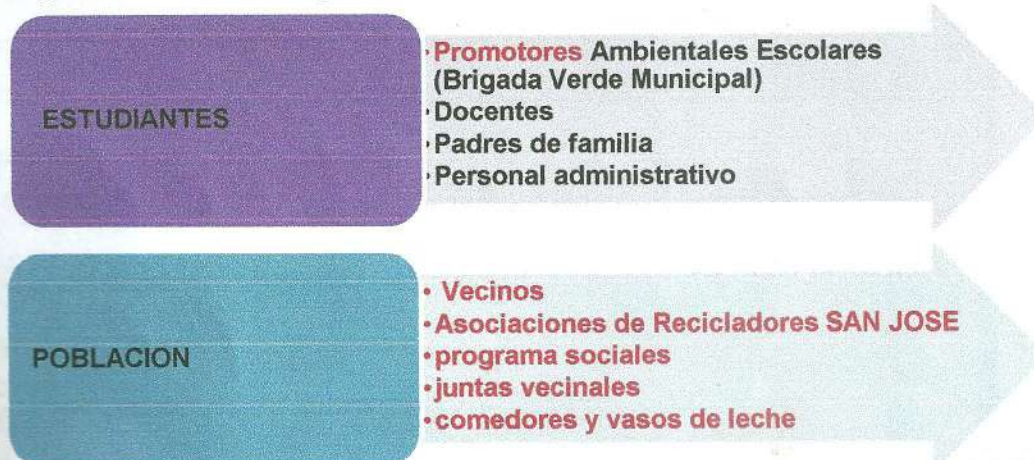 ESTUDIANTES
·Promotores Ambientales Escolares
(Brigada Verde Municipal)
·Docentes
·Padres de familia
·Personal administrativo
POBLACION
• Vecinos
•Asociaciones de Recicladores SAN JOSE
•programa sociales
•juntas vecinales
•comedores y vasos de leche